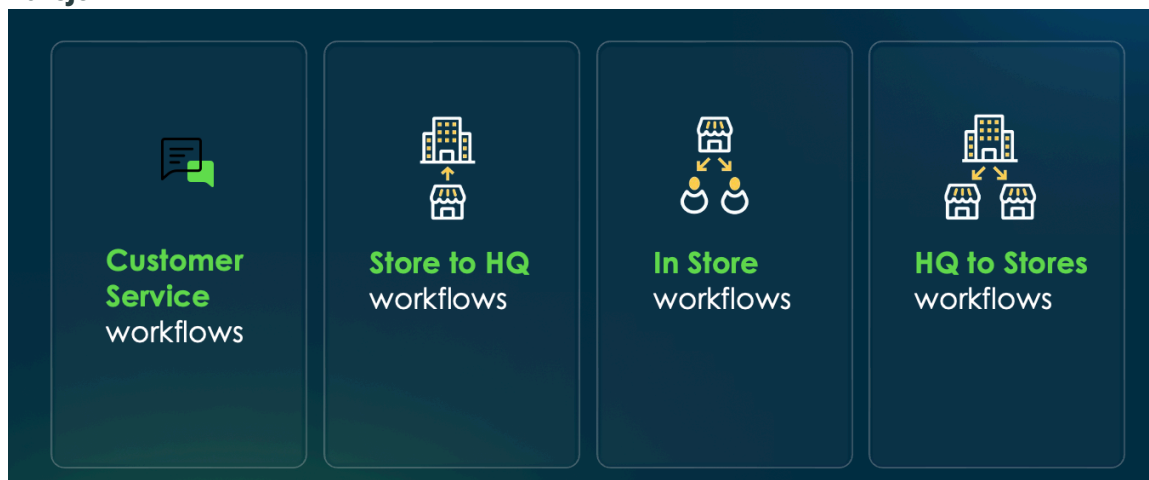 Customer
Service
workflows
Store to HQ
workflows
In Store
workflows
HQ to Stores
workflows